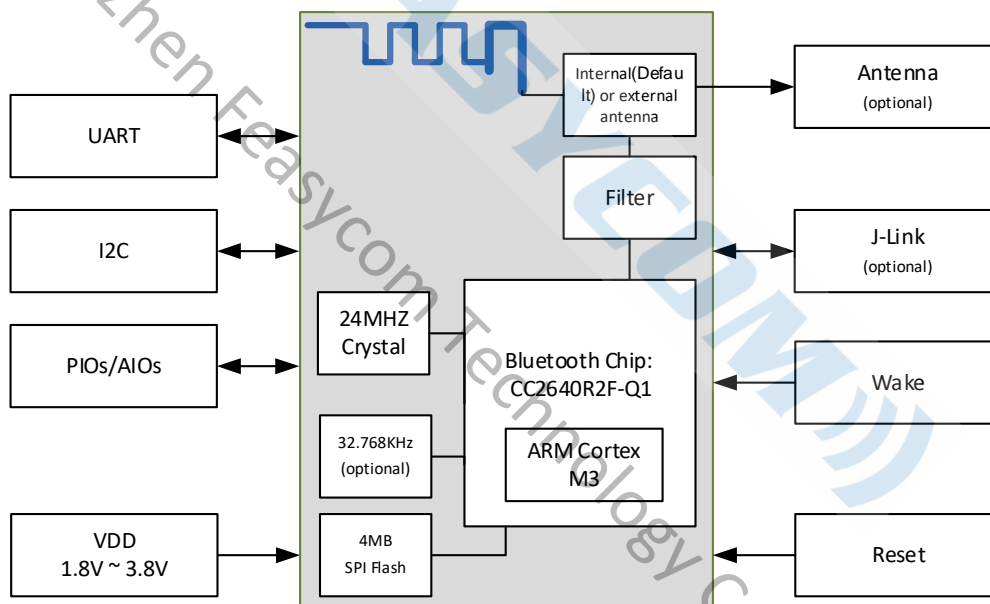 UART
I2C
PIOs/AIOs
VDD
1.8V ~ 3.8V
Internal(Defau
lt) or external
antenna
Filter
24MHZ
Crystal
32.768KHz
(optional)
4MB
SPI Flash
Bluetooth Chip:
CC2640R2F-Q1
ARM Cortex
M3
Antenna
(optional)
J-Link
(optional)
Wake
Reset
zhen Feasycom Technology C
ASYCOM